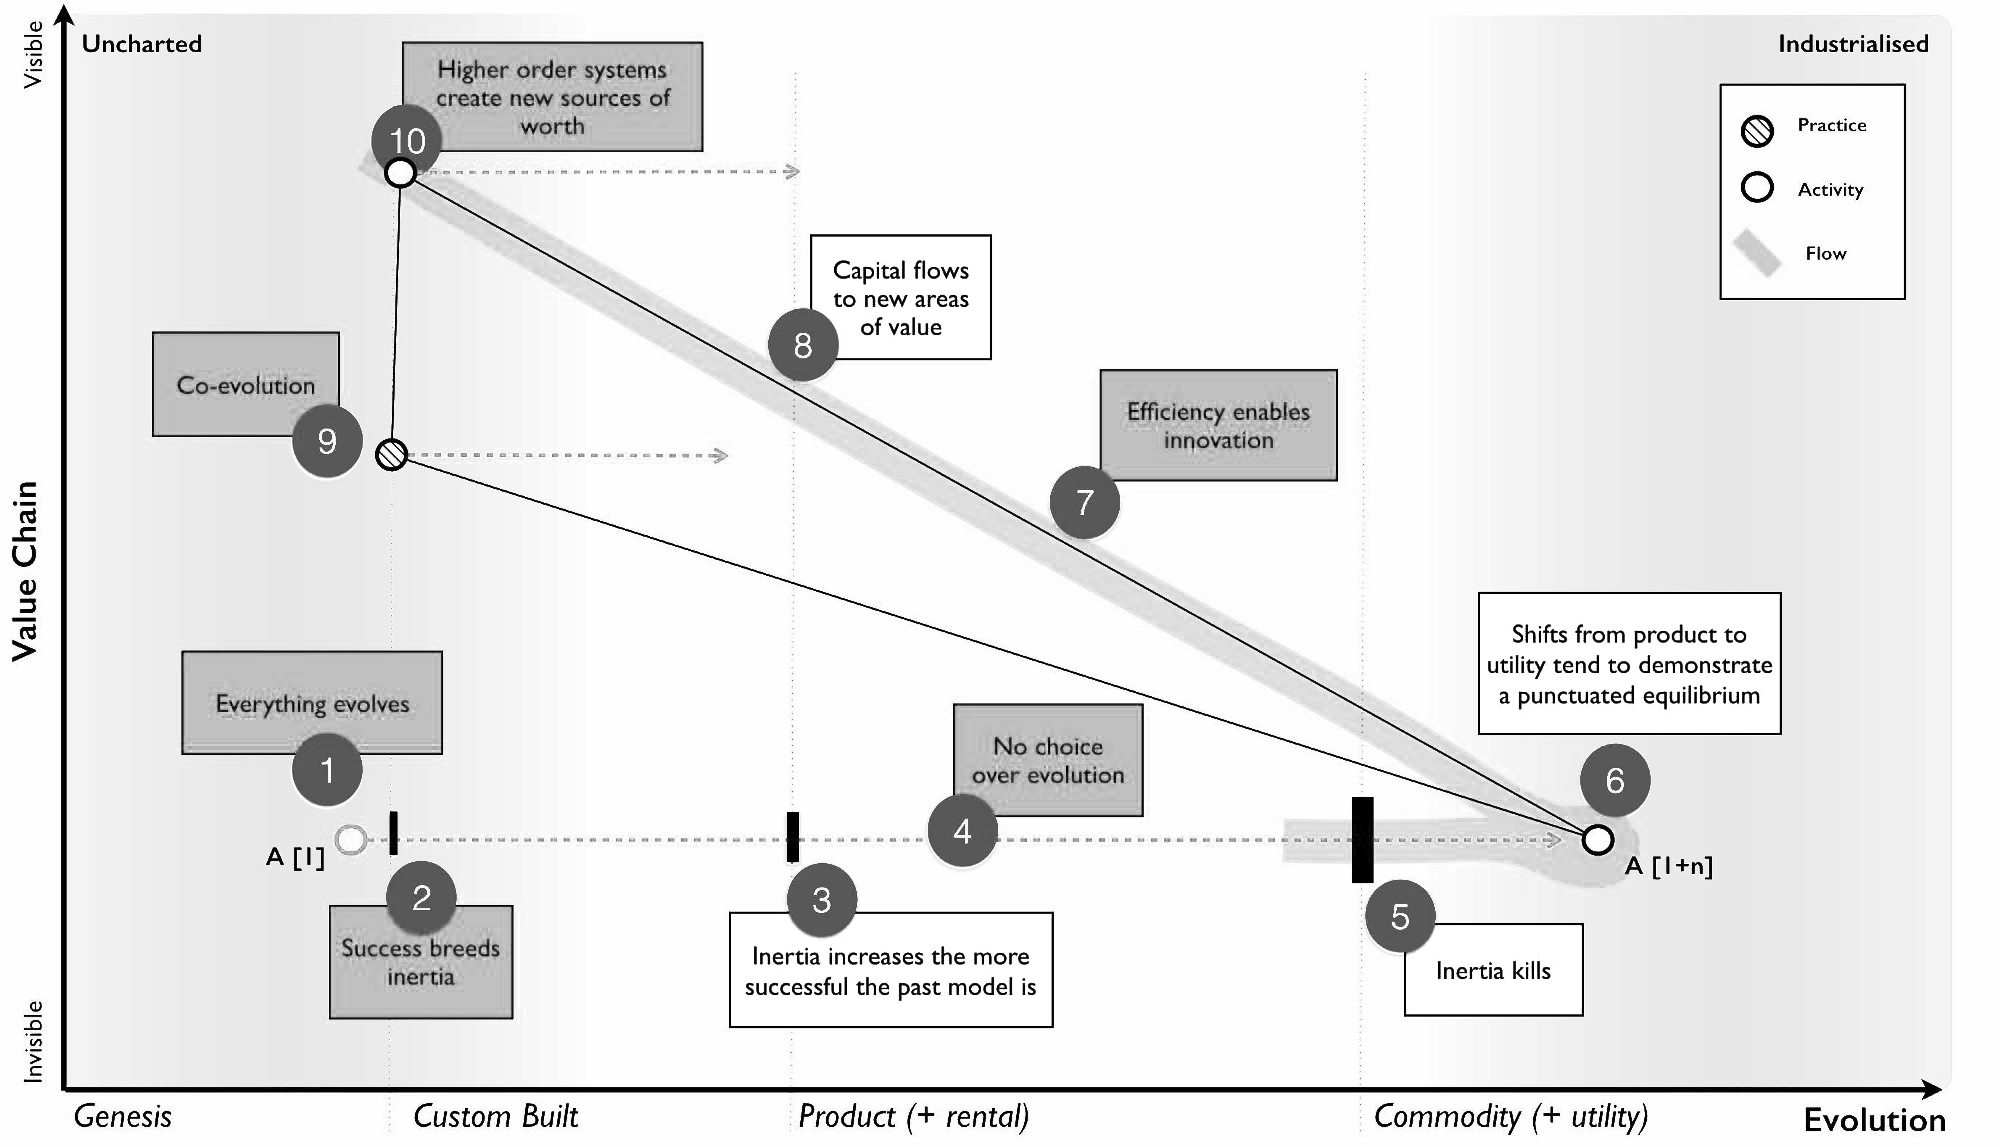 Visible
Uncharted
Industrialised
Higher order systems
create new sources of
worth
10
Practice
Activity
Flow
Capital flows
to new areas
of value
8
Co-evolution
9
Efficiency enables
innovation
7
Value Chain
Shifts from product to
utility tend to demonstrate
a punctuated equilibrium
6
Everything evolves
1
No choice
over evolution
4
A [1]
A [1+n]
2
Success breeds
inertia
3
Inertia increases the more
successful the past model is
5
Inertia kills
Invisible
Genesis
Custom Built
Product (+ rental)
Commodity (+ utility)
Evolution